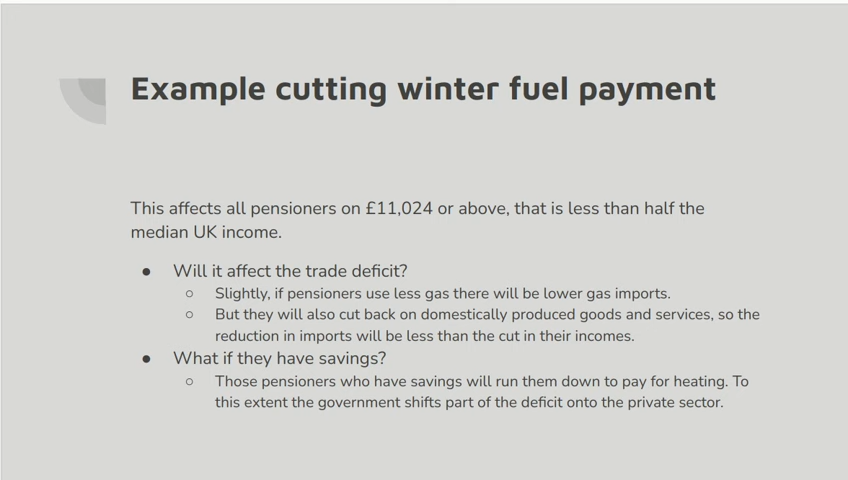 Example cutting winter fuel payment
This affects all pensioners on £11,024 or above, that is less than half the
median UK income.
● Will it affect the trade deficit?
○ Slightly, if pensioners use less gas there will be lower gas imports.
○ But they will also cut back on domestically produced goods and services, so the
reduction in imports will be less than the cut in their incomes.
● What if they have savings?
○ Those pensioners who have savings will run them down to pay for heating. To
this extent the government shifts part of the deficit onto the private sector.